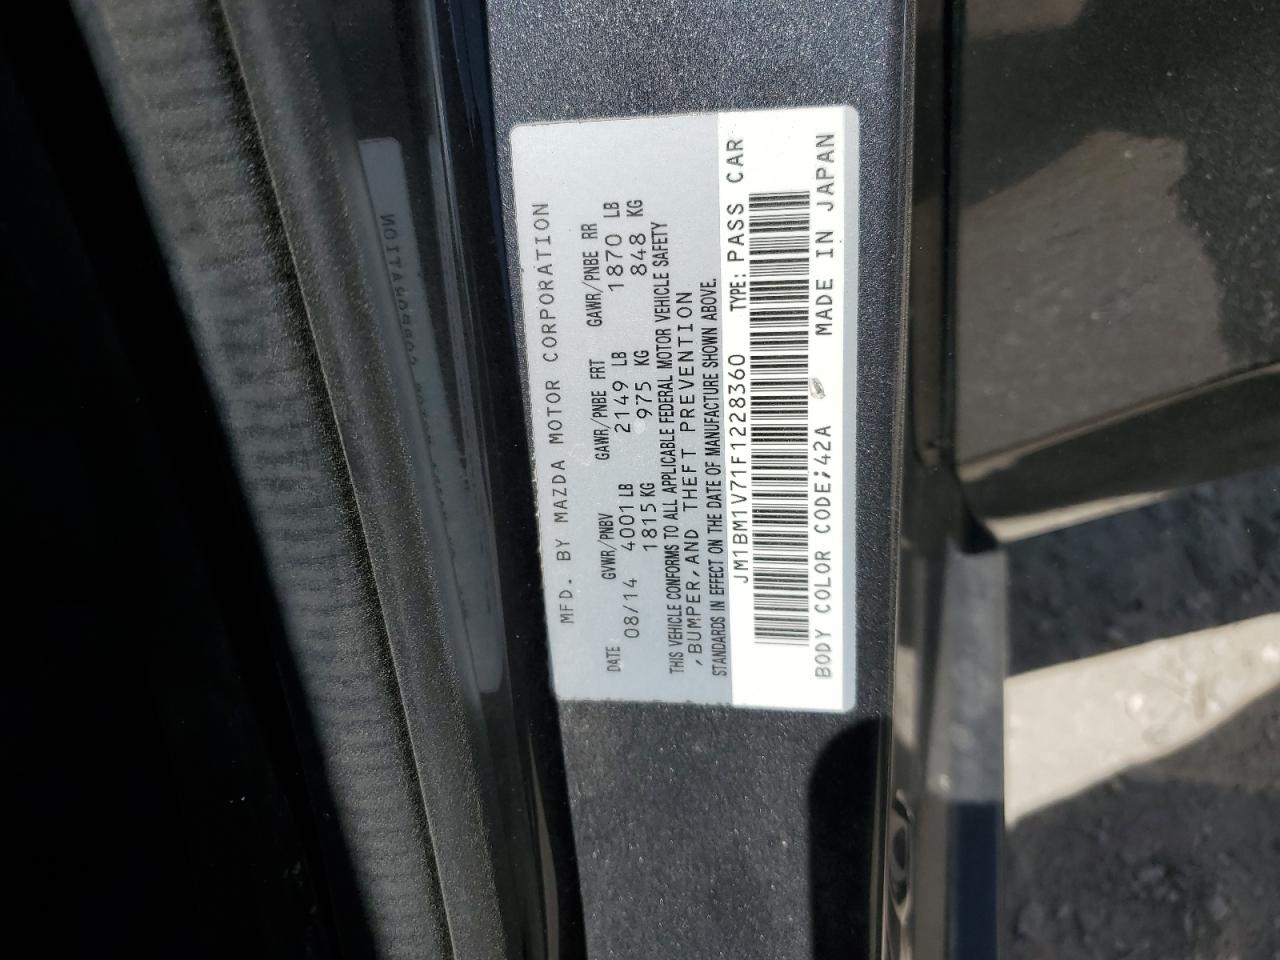 MFD. BY MAZDA MOTOR CORPORATION
DATE GVWR/PNBV GAWR/PNBE FRT GAWR/PNBE RR
08/14 4001 LB 2149 LB 1870 LB
1815 KG 975 KG 848 KG
THIS VEHICLE CONFORMS TO ALL APPLICABLE FEDERAL MOTOR VEHICLE SAFETY
,BUMPER,AND THEFT PREVENTION
STANDARDS IN EFFECT ON THE DATE OF MANUFACTURE SHOWN ABOVE.
JM1BM1V71F1228360 TYPE: PASS CAR
BODY COLOR CODE;42A MADE IN JAPAN